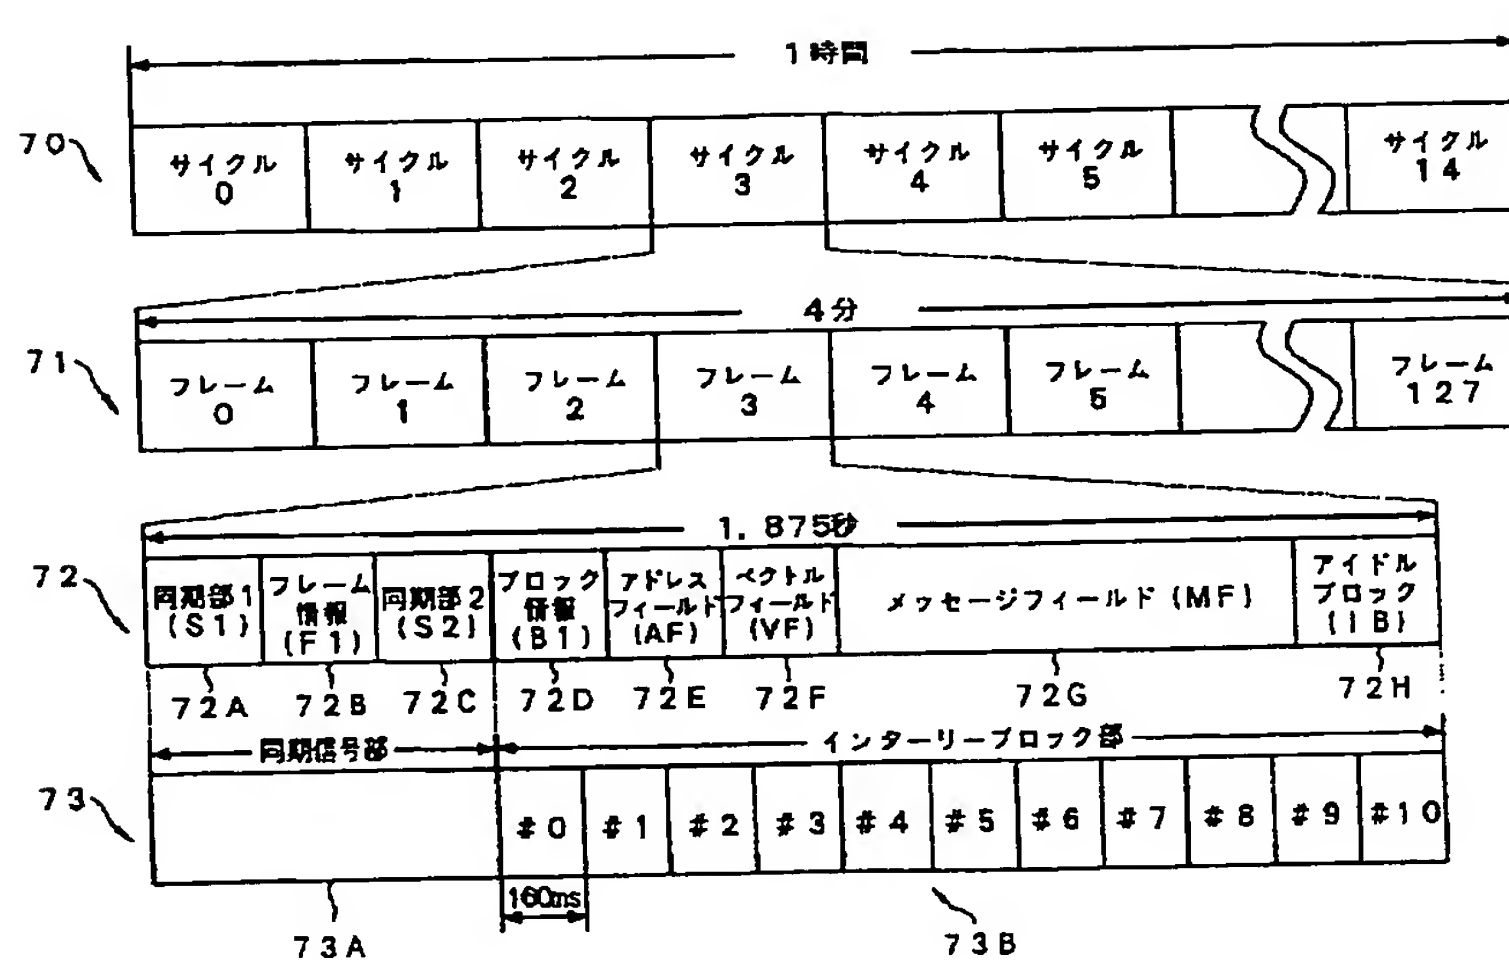 1時間
70
サイクル 0
サイクル 1
サイクル 2
サイクル 3
サイクル 4
サイクル 5
サイクル 14
4分
71
フレーム 0
フレーム 1
フレーム 2
フレーム 3
フレーム 4
フレーム 5
フレーム 127
1.875秒
72
同期部1 (S1)
フレーム情報 (F1)
同期部2 (S2)
ブロック情報 (B1)
アドレスフィールド (AF)
ベクトルフィールド (VF)
メッセージフィールド (MF)
アイドルブロック (IB)
72A
72B
72C
72D
72E
72F
72G
72H
同期信号部
インターリーブロック部
73
#0
#1
#2
#3
#4
#5
#6
#7
#8
#9
#10
160ms
73A
73B